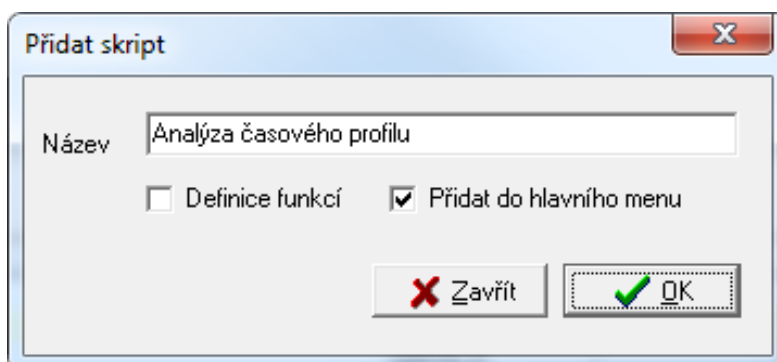 Přidat skript
Název Analýza časového profilu
Definice funkcí Přidat do hlavního menu
Zavřít OK